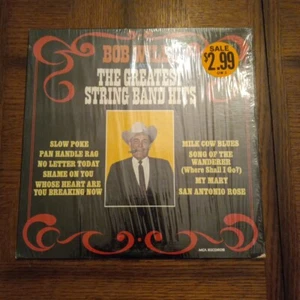 BOB WILLS
SALE
$2.99
THE GREATEST
STRING BAND HITS
SLOW POKE
PAN HANDLE RAG
NO LETTER TODAY
SHAME ON YOU
WHOSE HEART ARE
YOU BREAKING NOW
MILK COW BLUES
SONG OF THE
WANDERER
(Where Shall I Go?)
MY MARY
SAN ANTONIO ROSE
MCA RECORDS